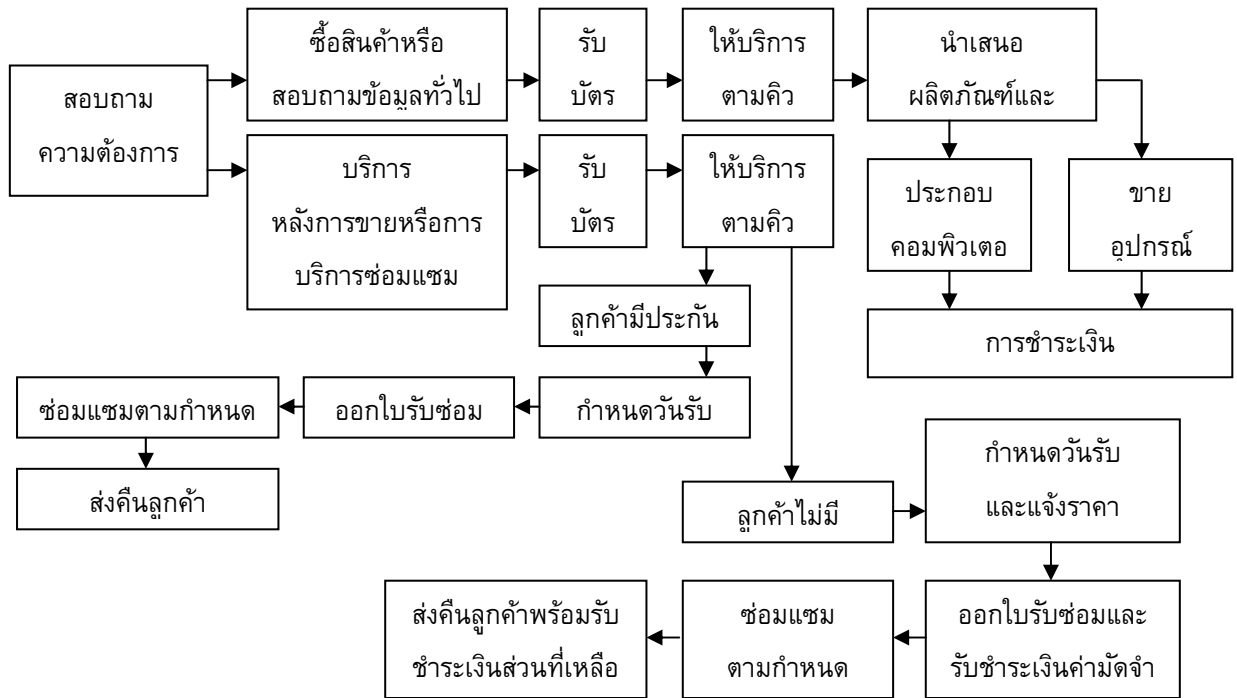 สอบถาม
ความต้องการ
ซื้อสินค้าหรือ
สอบถามข้อมูลทั่วไป
รับ
บัตร
ให้บริการ
ตามคิว
นำเสนอ
ผลิตภัณฑ์และ
บริการ
หลังการขายหรือการ
บริการซ่อมแซม
รับ
บัตร
ให้บริการ
ตามคิว
ประกอบ
คอมพิวเตอ
ขาย
อุปกรณ์
การชำระเงิน
ลูกค้ามีประกัน
กำหนดวันรับ
ออกใบรับซ่อม
ซ่อมแซมตามกำหนด
ส่งคืนลูกค้า
ลูกค้าไม่มี
กำหนดวันรับ
และแจ้งราคา
ออกใบรับซ่อมและ
รับชำระเงินค่ามัดจำ
ซ่อมแซม
ตามกำหนด
ส่งคืนลูกค้าพร้อมรับ
ชำระเงินส่วนที่เหลือ